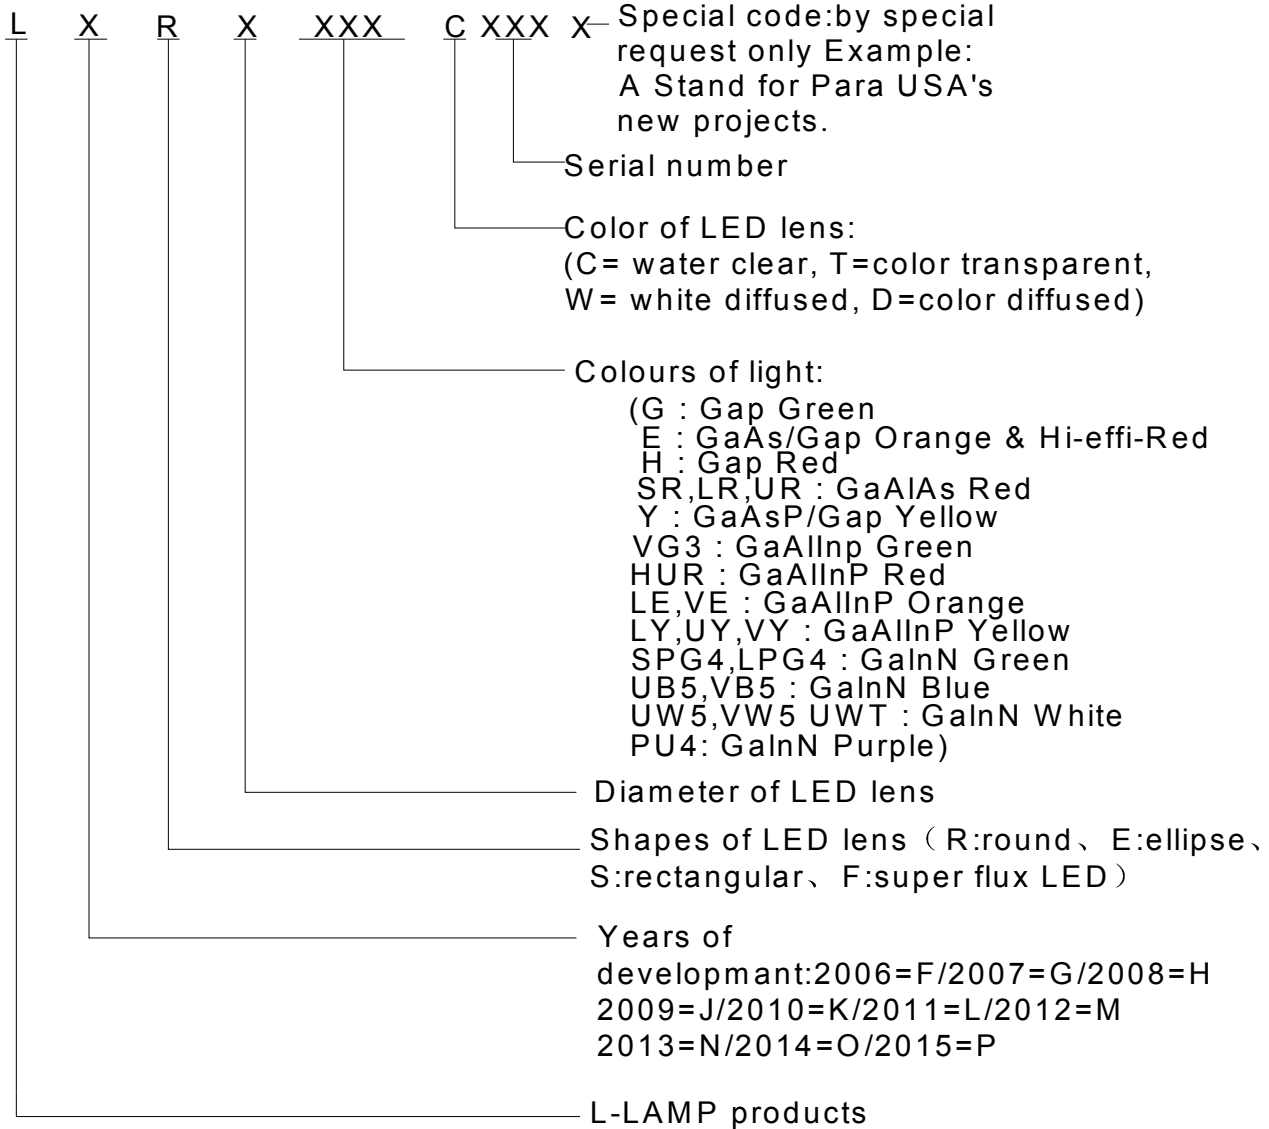 L X R X XXX C XXX X Special code:by special
request only Example:
A Stand for Para USA's
new projects.
Serial number
Color of LED lens:
(C= water clear, T=color transparent,
W= white diffused, D=color diffused)
Colours of light:
(G : Gap Green
E : GaAs/Gap Orange & Hi-effi-Red
H : Gap Red
SR,LR,UR : GaAlAs Red
Y : GaAsP/Gap Yellow
VG3 : GaAlInp Green
HUR : GaAlInP Red
LE,VE : GaAlInP Orange
LY,UY,VY : GaAlInP Yellow
SPG4,LPG4 : GaInN Green
UB5,VB5 : GaInN Blue
UW5,VW5 UWT : GaInN White
PU4: GaInN Purple)
Diameter of LED lens
Shapes of LED lens（R:round、E:ellipse、
S:rectangular、F:super flux LED）
Years of
developmant:2006=F/2007=G/2008=H
2009=J/2010=K/2011=L/2012=M
2013=N/2014=O/2015=P
L-LAMP products